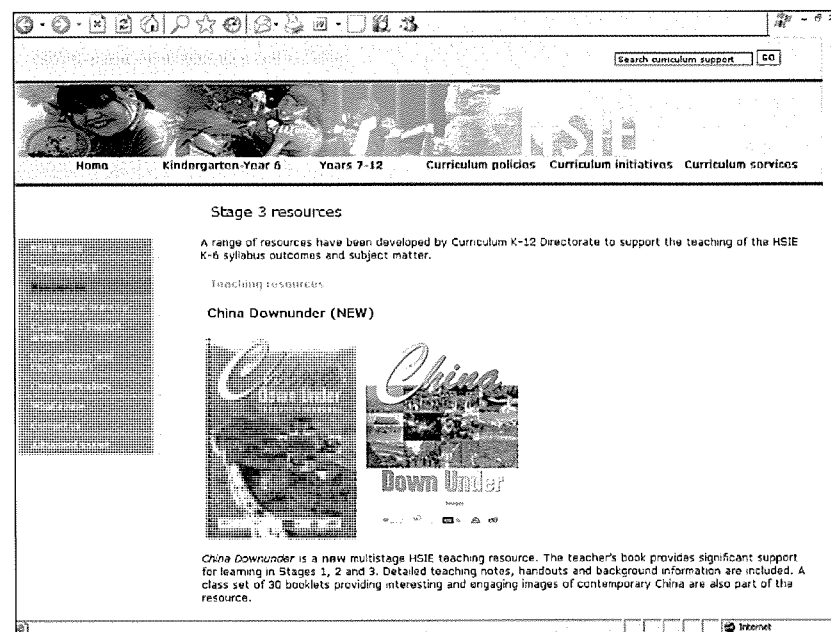 Search curriculum support GO
HSIE
Home Kindergarten-Year 6 Years 7-12 Curriculum policies Curriculum initiatives Curriculum services
Stage 3 resources
A range of resources have been developed by Curriculum K-12 Directorate to support the teaching of the HSIE
K-6 syllabus outcomes and subject matter.
Teaching resources
China Downunder (NEW)
China
Down Under
China
Down Under
Images
China Downunder is a new multistage HSIE teaching resource. The teacher's book provides significant support
for learning in Stages 1, 2 and 3. Detailed teaching notes, handouts and background information are included. A
class set of 30 booklets providing interesting and engaging images of contemporary China are also part of the
resource.
Internet